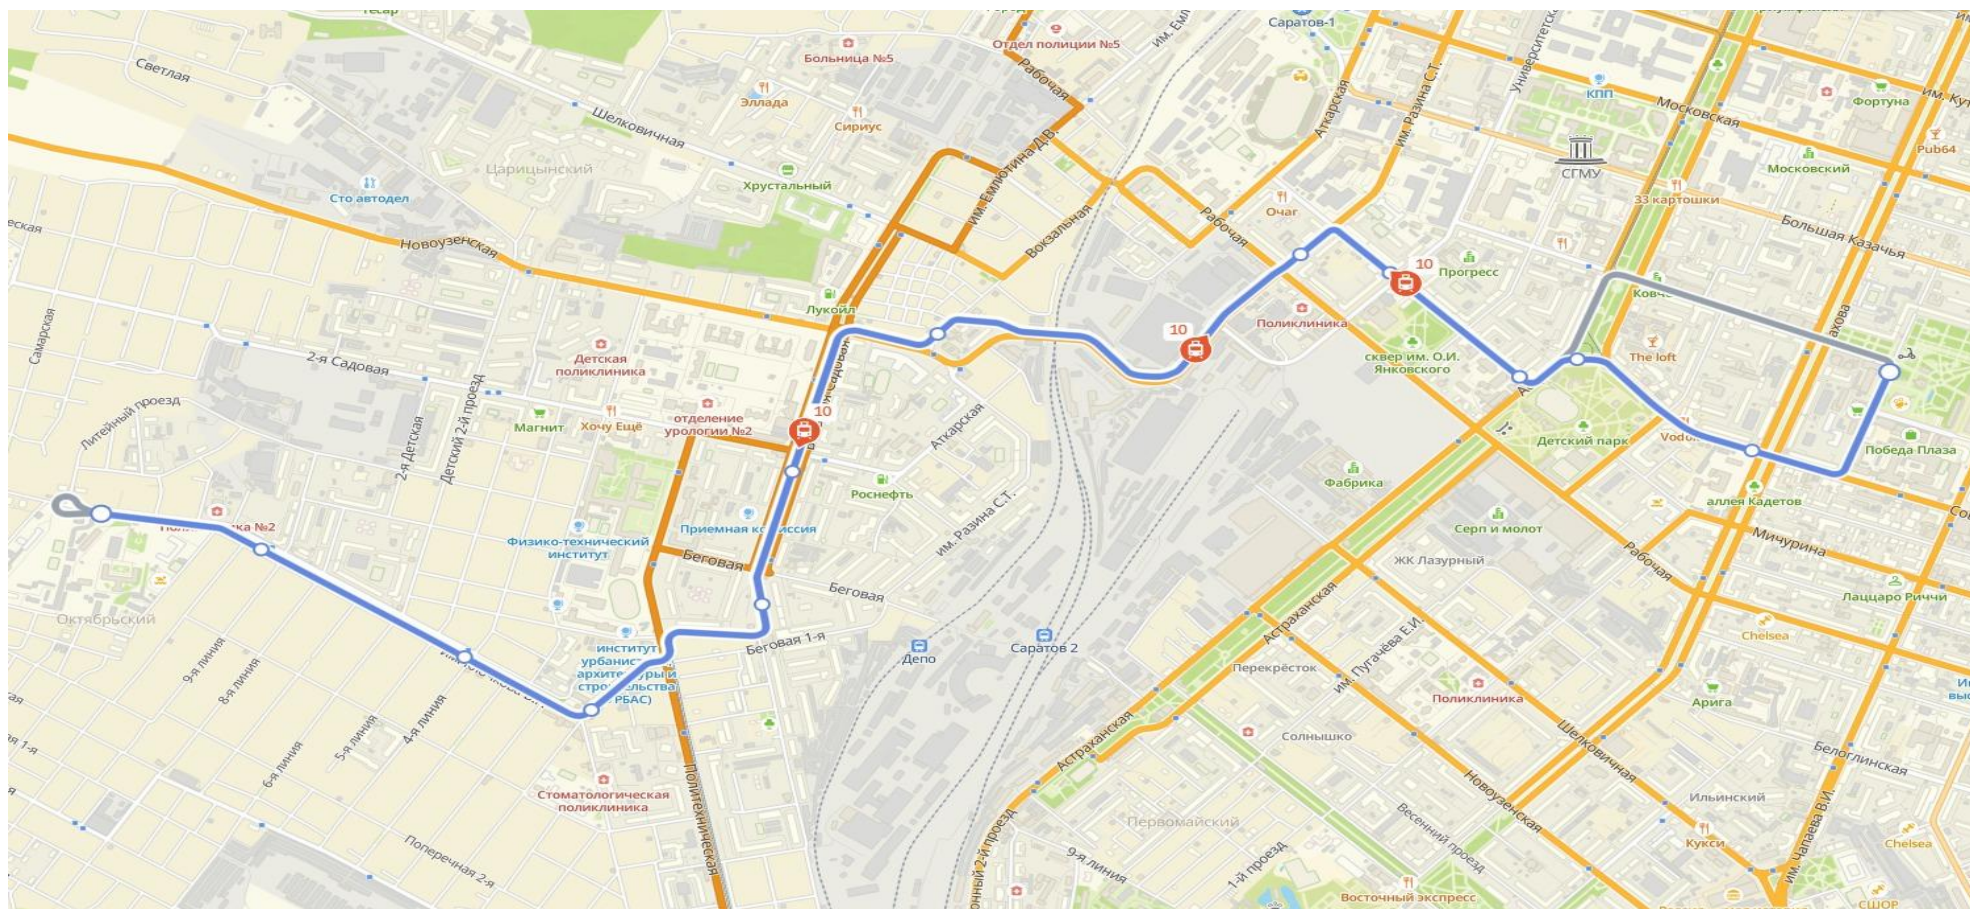 Тесар
Саратов-1
Отдел полиции №5
Больница №5
Светлая
Рабочая
КПП
Фортуна
Эллада
Сириус
Шелковичная
Аткарская
им. Разина С.Т.
Московская
Pub64
им. Емлютина Д.В.
СГМУ
Московский
Царицынский
Хрустальный
Сто автодел
33 картошки
Очаг
Рабочая
Вокзальная
Большая Казачья
Новоузенская
10
Прогресс
Лукойл
Поликлиника
10
Самарская
2-я Садовая
Детская
поликлиника
сквер им. О.И.
Янковского
The loft
10
Литейный проезд
Магнит
Хочу Ещё
отделение
урологии №2
Аткарская
2-я Детская
Детский 2-й проезд
Детский парк
Победа Плаза
Роснефть
Фабрика
аллея Кадетов
Приемная комиссия
им. Разина С.Т.
Серп и молот
Физико-технический
институт
Беговая
Мичурина
ЖК Лазурный
Рабочая
Беговая
Лаццаро Риччи
Октябрьский
Астраханская
Chelsea
Беговая 1-я
Депо
Саратов 2
институт
9-я линия
8-я линия
Перекрёсток
им. Пугачёва Е.И.
Поликлиника
Арига
4-я линия
5-я линия
6-я линия
Астраханская
Солнышко
Шелковичная
Белоглинская
Стоматологическая
поликлиника
Политехническая
Новоузенская
Ильинский
Первомайский
Весенний проезд
Поперечная 2-я
9-я линия
1-й проезд
Кукси
им. Чапаева В.И.
Chelsea
Восточный экспресс
СШОР